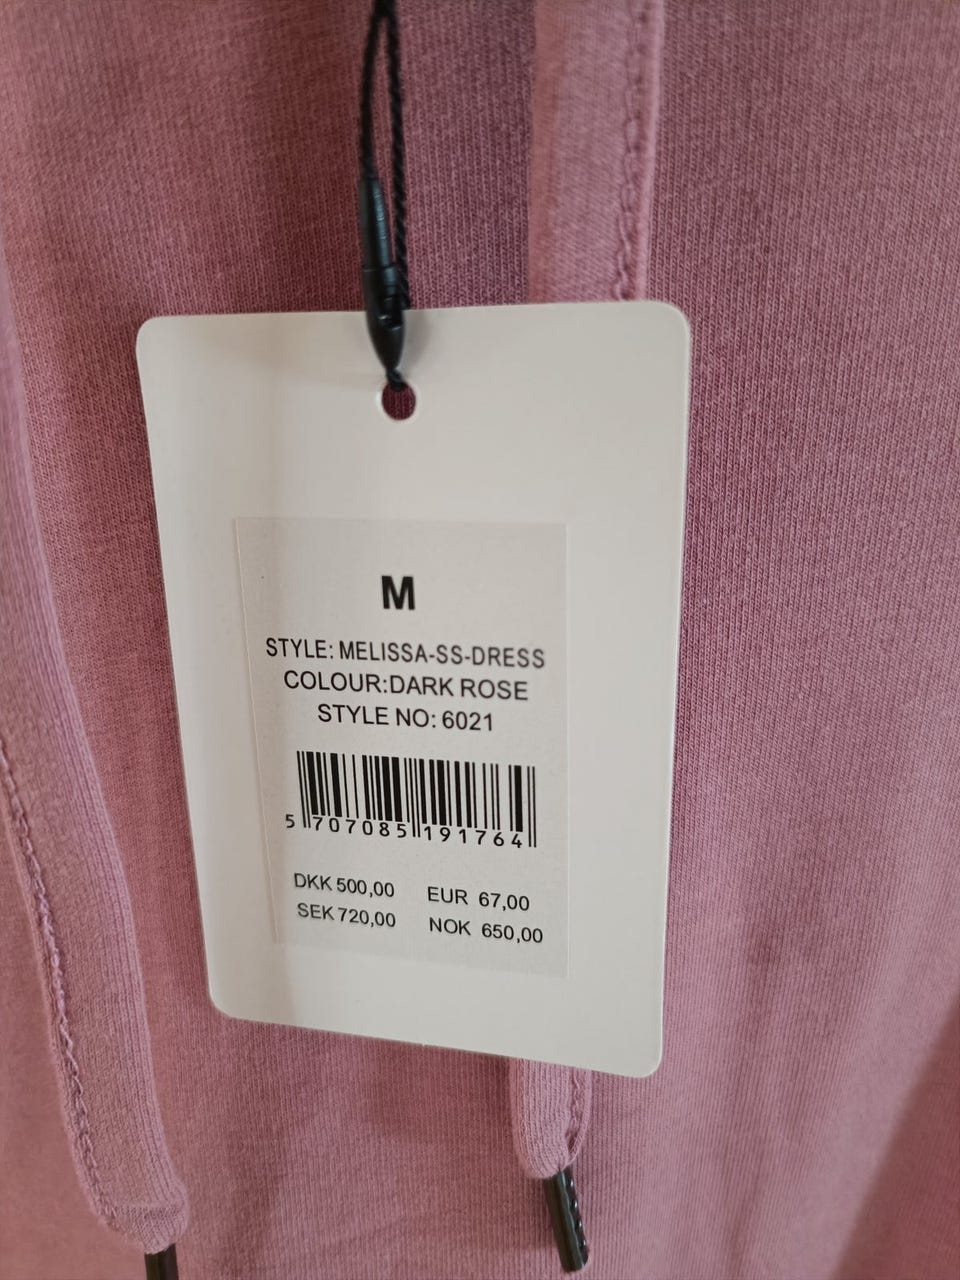 M
STYLE: MELISSA-SS-DRESS
COLOUR:DARK ROSE
STYLE NO: 6021
5 707085 191764
DKK 500,00 EUR 67,00
SEK 720,00 NOK 650,00